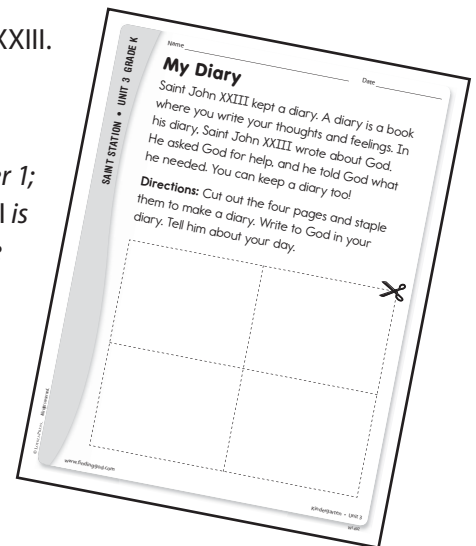 XXIII.
r 1;
I is
SAINT STATION • UNIT 3 GRADE K
Name
Date
My Diary
Saint John XXIII kept a diary. A diary is a book
where you write your thoughts and feelings. In
his diary, Saint John XXIII wrote about God.
He asked God for help, and he told God what
he needed. You can keep a diary too!
Directions: Cut out the four pages and staple
them to make a diary. Write to God in your
diary. Tell him about your day.
www.findinggod.com
Kindergarten • Unit 3